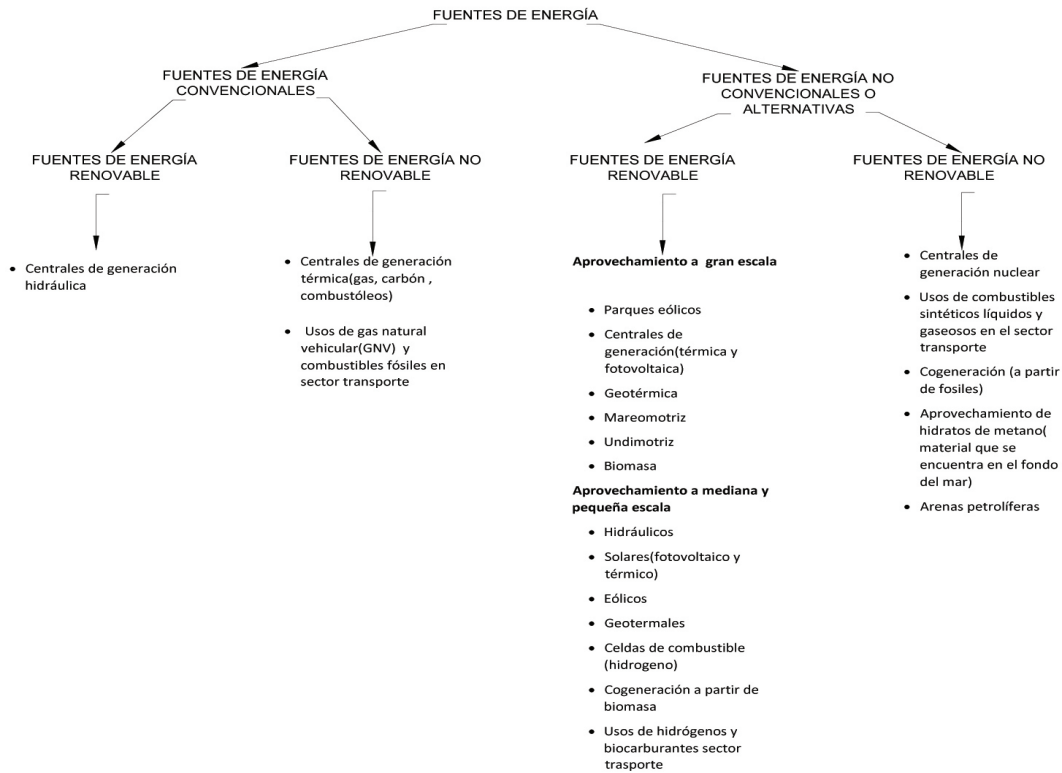 FUENTES DE ENERGÍA
FUENTES DE ENERGÍA
CONVENCIONALES
FUENTES DE ENERGÍA NO
CONVENCIONALES O
ALTERNATIVAS
FUENTES DE ENERGÍA
RENOVABLE
FUENTES DE ENERGÍA NO
RENOVABLE
FUENTES DE ENERGÍA
RENOVABLE
FUENTES DE ENERGÍA NO
RENOVABLE
• Centrales de generación
hidráulica
• Centrales de generación
térmica(gas, carbón ,
combustóleos)
• Usos de gas natural
vehicular(GNV) y
combustibles fósiles en
sector transporte
Aprovechamiento a gran escala
• Parques eólicos
• Centrales de
generación(térmica y
fotovoltaica)
• Geotérmica
• Mareomotriz
• Undimotriz
• Biomasa
Aprovechamiento a mediana y
pequeña escala
• Hidráulicos
• Solares(fotovoltaico y
térmico)
• Eólicos
• Geotermales
• Celdas de combustible
(hidrogeno)
• Cogeneración a partir de
biomasa
• Usos de hidrógenos y
biocarburantes sector
trasporte
• Centrales de
generación nuclear
• Usos de combustibles
sintéticos líquidos y
gaseosos en el sector
transporte
• Cogeneración (a partir
de fosiles)
• Aprovechamiento de
hidratos de metano(
material que se
encuentra en el fondo
del mar)
• Arenas petrolíferas